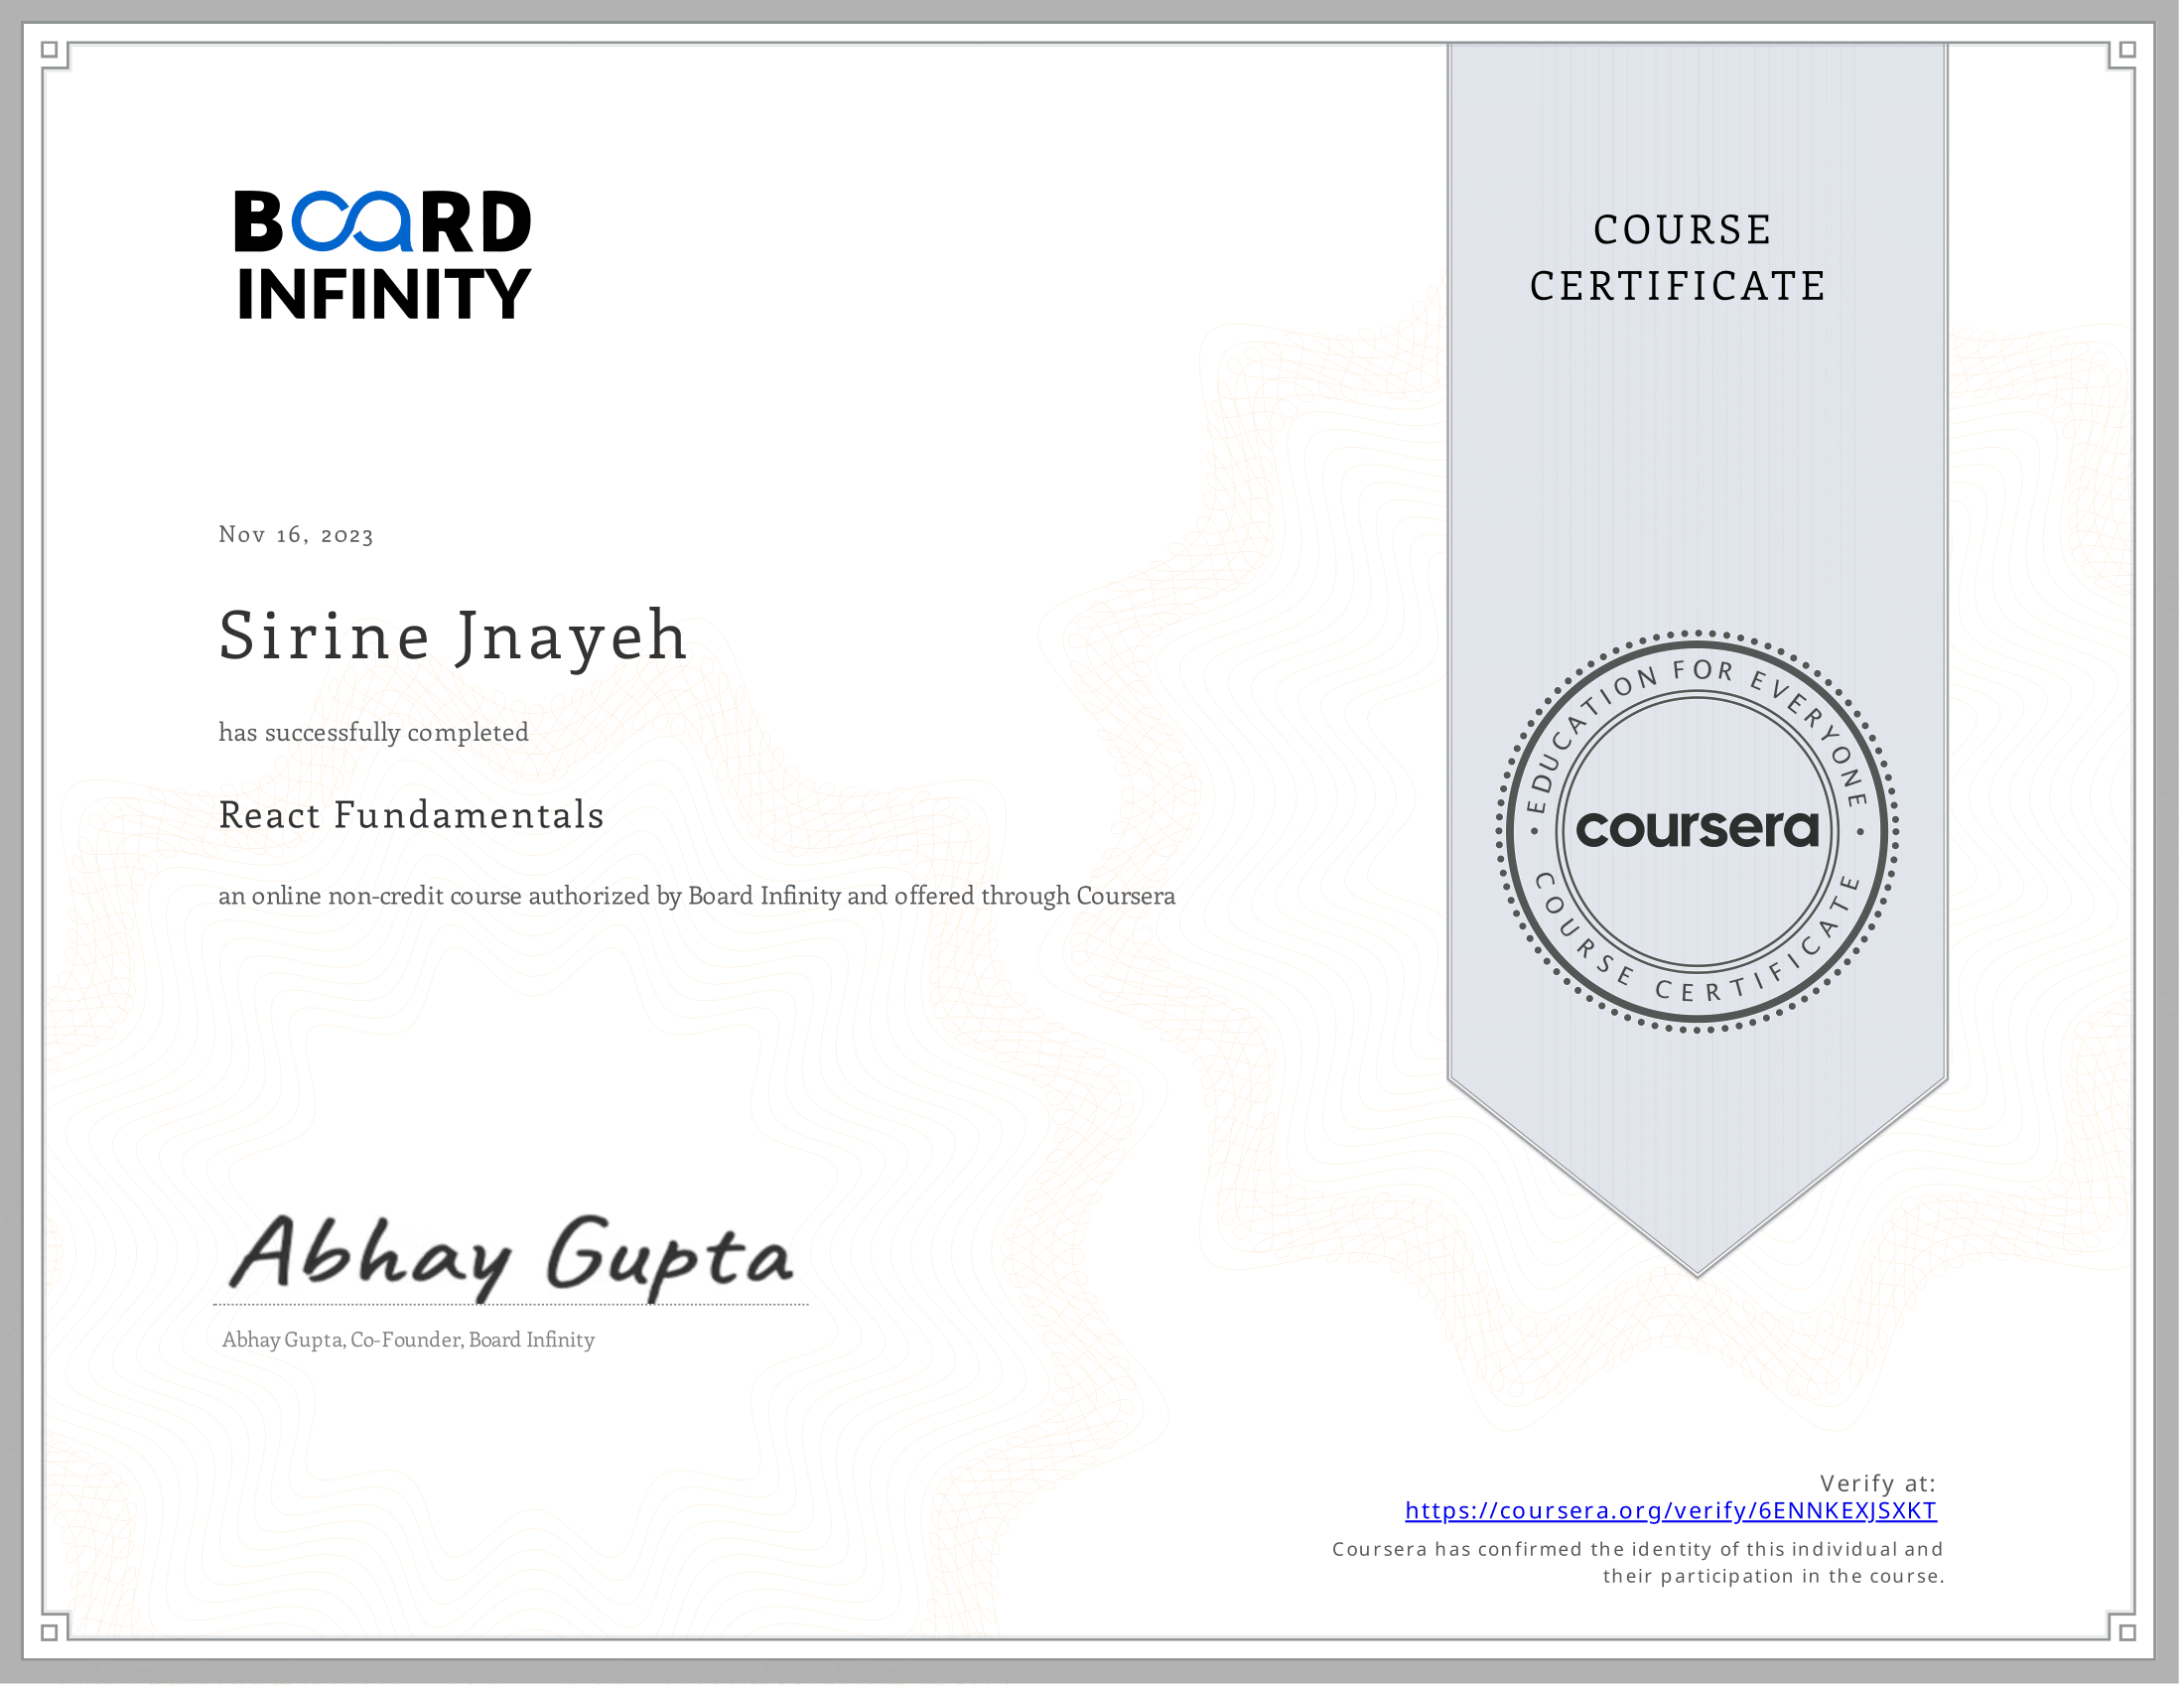 BOARD
INFINITY
COURSE
CERTIFICATE
Nov 16, 2023
Sirine Jnayeh
has successfully completed
React Fundamentals
an online non-credit course authorized by Board Infinity and offered through Coursera
EDUCATION FOR EVERYONE
coursera
COURSE CERTIFICATE
Abhay Gupta
Abhay Gupta, Co-Founder, Board Infinity
Verify at:
https://coursera.org/verify/6ENNKEXJSXKT
Coursera has confirmed the identity of this individual and
their participation in the course.